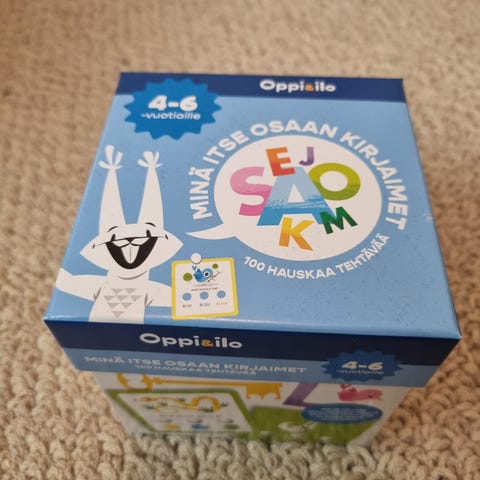 Oppi&ilo
4-6
-vuotiaille
MINÄ ITSE OSAAN KIRJAIMET
E J
S A O
K M
100 HAUSKAA TEHTÄVÄÄ
Oppi&ilo
MINÄ ITSE OSAAN KIRJAIMET
100 HAUSKAA TEHTÄVÄÄ
4-6
-vuotiaille